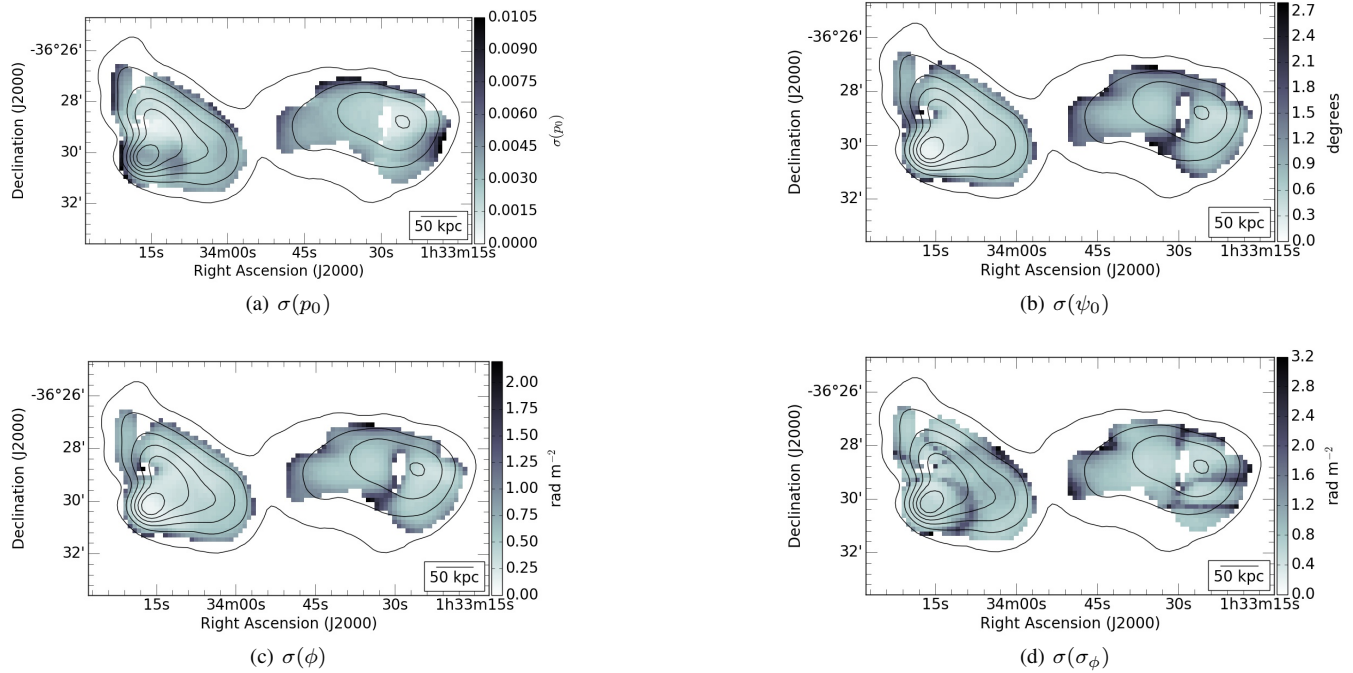 0.0105
0.0090
0.0075
0.0060
0.0045
0.0030
0.0015
0.0000
σ(p₀)
-36°26'
28'
30'
32'
Declination (J2000)
50 kpc
15s 34m00s 45s 30s 1h33m15s
Right Ascension (J2000)
(a) σ(p₀)
2.7
2.4
2.1
1.8
1.5
1.2
0.9
0.6
0.3
0.0
degrees
-36°26'
28'
30'
32'
Declination (J2000)
50 kpc
15s 34m00s 45s 30s 1h33m15s
Right Ascension (J2000)
(b) σ(ψ₀)
2.00
1.75
1.50
1.25
1.00
0.75
0.50
0.25
0.00
rad m⁻²
-36°26'
28'
30'
32'
Declination (J2000)
50 kpc
15s 34m00s 45s 30s 1h33m15s
Right Ascension (J2000)
(c) σ(ϕ)
3.2
2.8
2.4
2.0
1.6
1.2
0.8
0.4
0.0
rad m⁻²
-36°26'
28'
30'
32'
Declination (J2000)
50 kpc
15s 34m00s 45s 30s 1h33m15s
Right Ascension (J2000)
(d) σ(σ_ϕ)